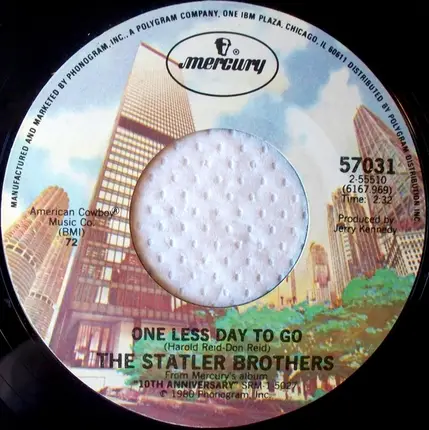 MANUFACTURED AND MARKETED BY PHONOGRAM, INC., A POLYGRAM COMPANY, ONE IBM PLAZA, CHICAGO, IL 60611 DISTRIBUTED BY POLYGRAM DISTRIBUTION, INC.
mercury
57031
2-55510
(6167.969)
Time: 2:32
American Cowboy
Music Co.
(BMI)
72
Produced by
Jerry Kennedy
ONE LESS DAY TO GO
(Harold Reid-Don Reid)
THE STATLER BROTHERS
From Mercury's album
"10TH ANNIVERSARY" SRM 1-5027
℗ 1980 Phonogram Inc.